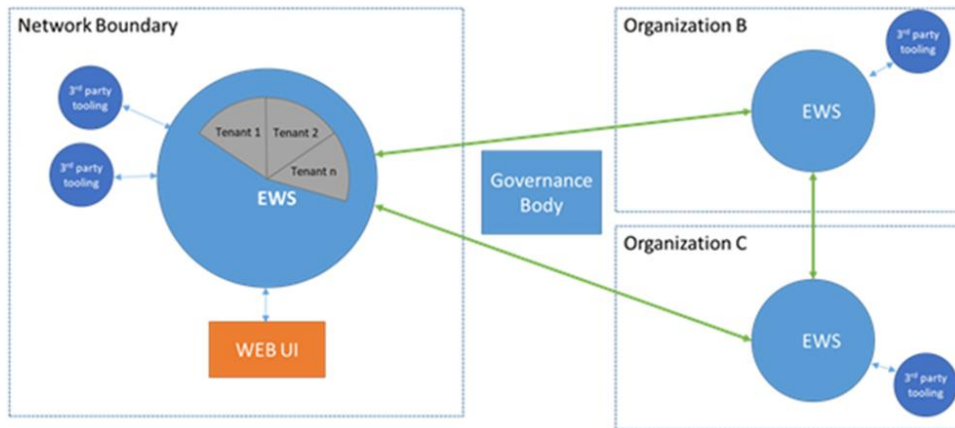 Network Boundary
3rd party
tooling
3rd party
tooling
Tenant 1
Tenant 2
Tenant n
EWS
WEB UI
Governance
Body
Organization B
3rd party
tooling
EWS
Organization C
EWS
3rd party
tooling